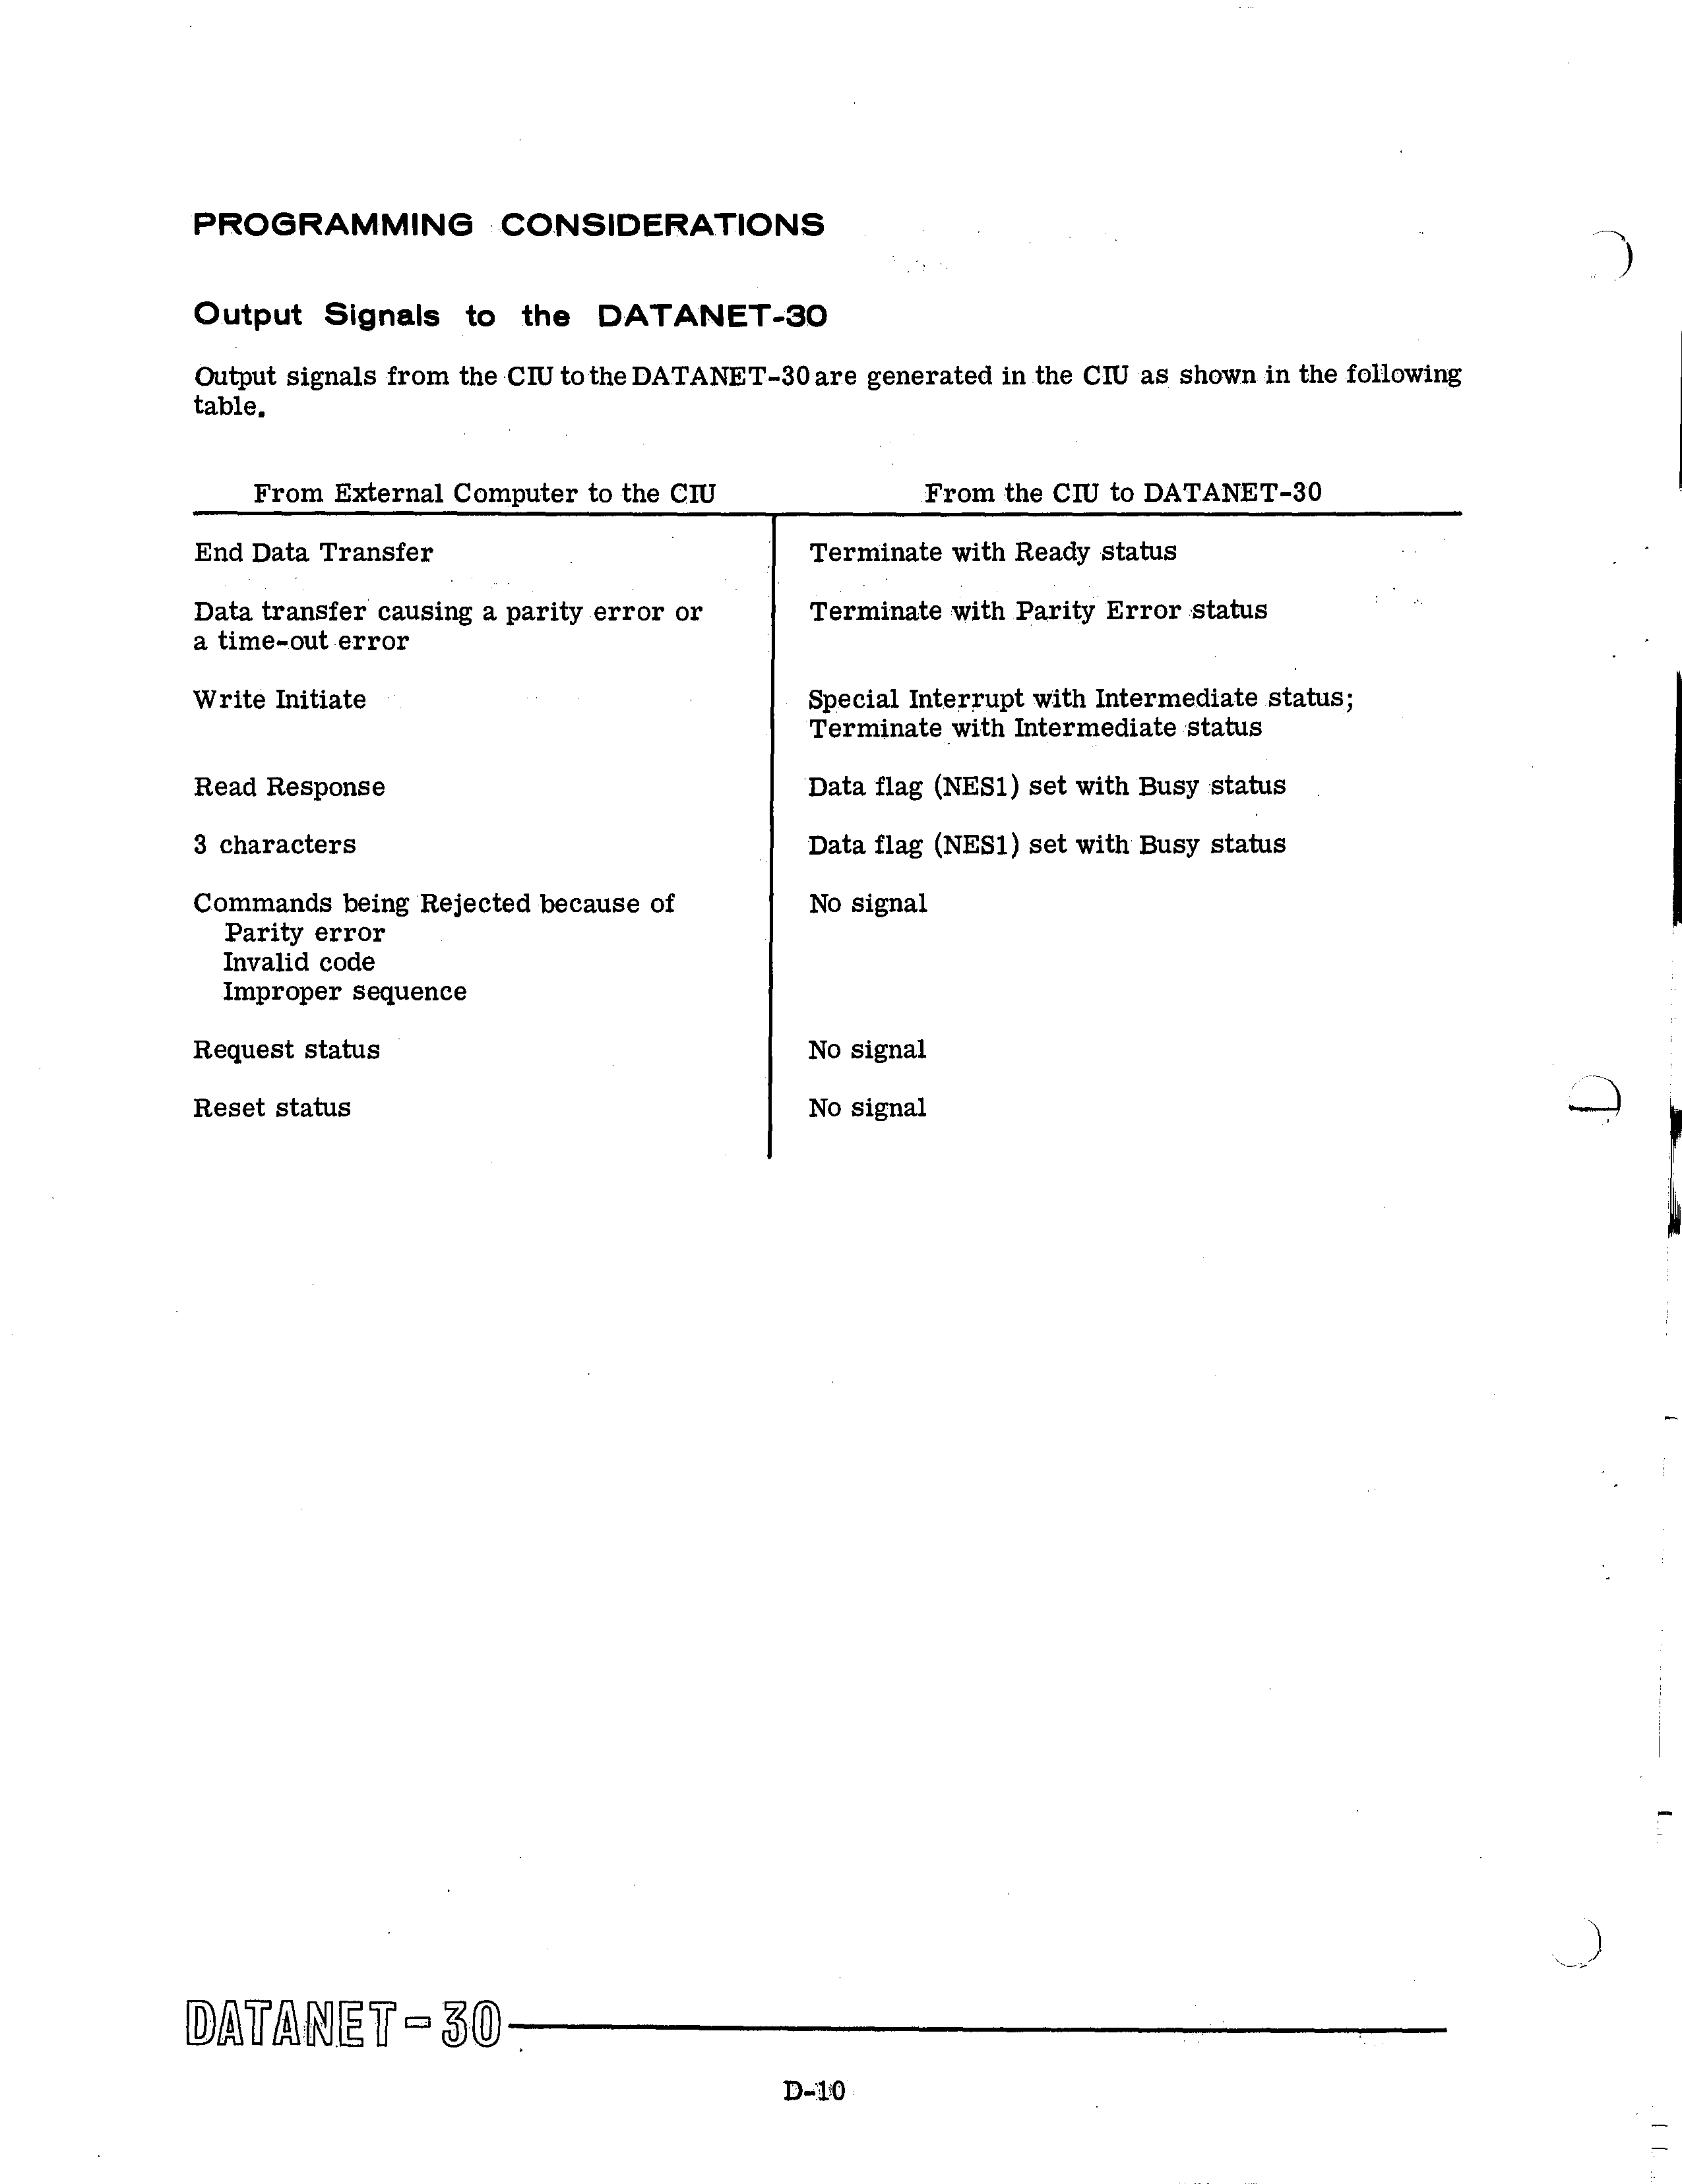 PROGRAMMING CONSIDERATIONS
Output Signals to the DATANET-30
Output signals from the CIU to the DATANET-30 are generated in the CIU as shown in the following
table.
From External Computer to the CIU From the CIU to DATANET-30
End Data Transfer Terminate with Ready status
Data transfer causing a parity error or Terminate with Parity Error status
a time-out error
Write Initiate Special Interrupt with Intermediate status;
Terminate with Intermediate status
Read Response Data flag (NES1) set with Busy status
3 characters Data flag (NES1) set with Busy status
Commands being Rejected because of No signal
Parity error
Invalid code
Improper sequence
Request status No signal
Reset status No signal
DATANET-30
D-10